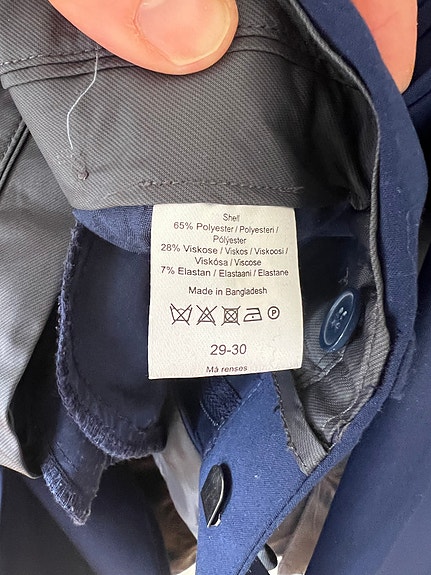 Shell
65% Polyester / Polyesteri /
Pólýester
28% Viskose / Viskos / Viskoosi /
Viskósa / Viscose
7% Elastan / Elastaani / Elastane
Made in Bangladesh
P
29-30
Må renses